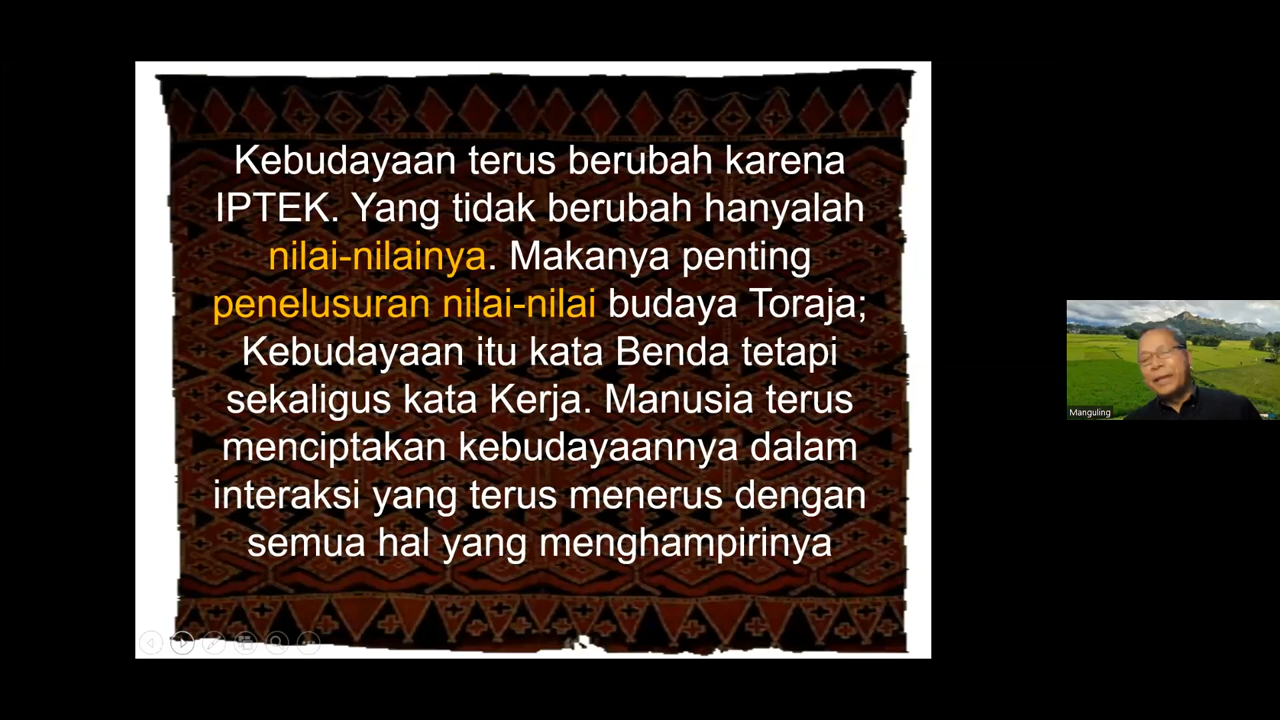 Kebudayaan terus berubah karena
IPTEK. Yang tidak berubah hanyalah
nilai-nilainya. Makanya penting
penelusuran nilai-nilai budaya Toraja;
Kebudayaan itu kata Benda tetapi
sekaligus kata Kerja. Manusia terus
menciptakan kebudayaannya dalam
interaksi yang terus menerus dengan
semua hal yang menghampirinya
Manguling